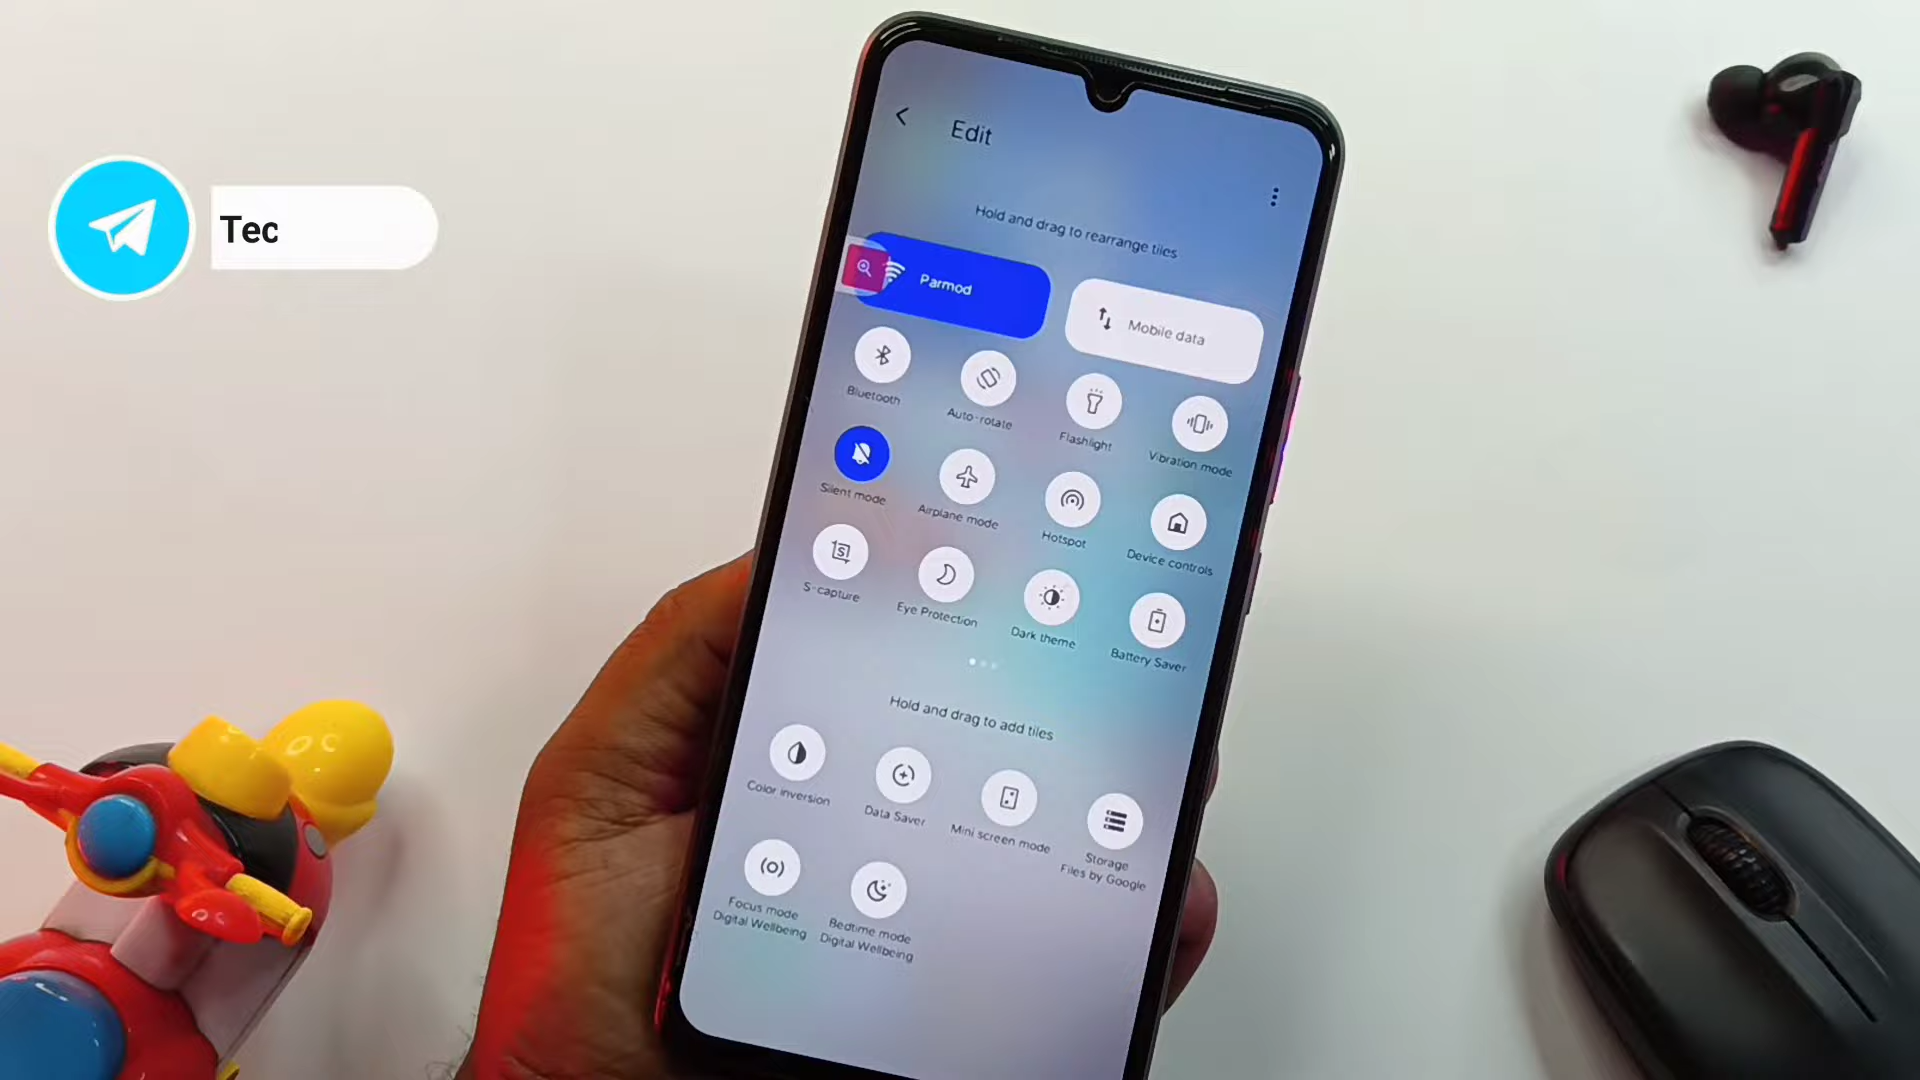 Edit
Hold and drag to rearrange tiles
Tec
Parmod
Mobile data
Bluetooth
Auto-rotate
Flashlight
Vibration mode
Silent mode
Airplane mode
Hotspot
Device controls
S-capture
Eye Protection
Dark theme
Battery Saver
Hold and drag to add tiles
Color inversion
Data Saver
Mini screen mode
Storage
Files by Google
Focus mode
Digital Wellbeing
Bedtime mode
Digital Wellbeing